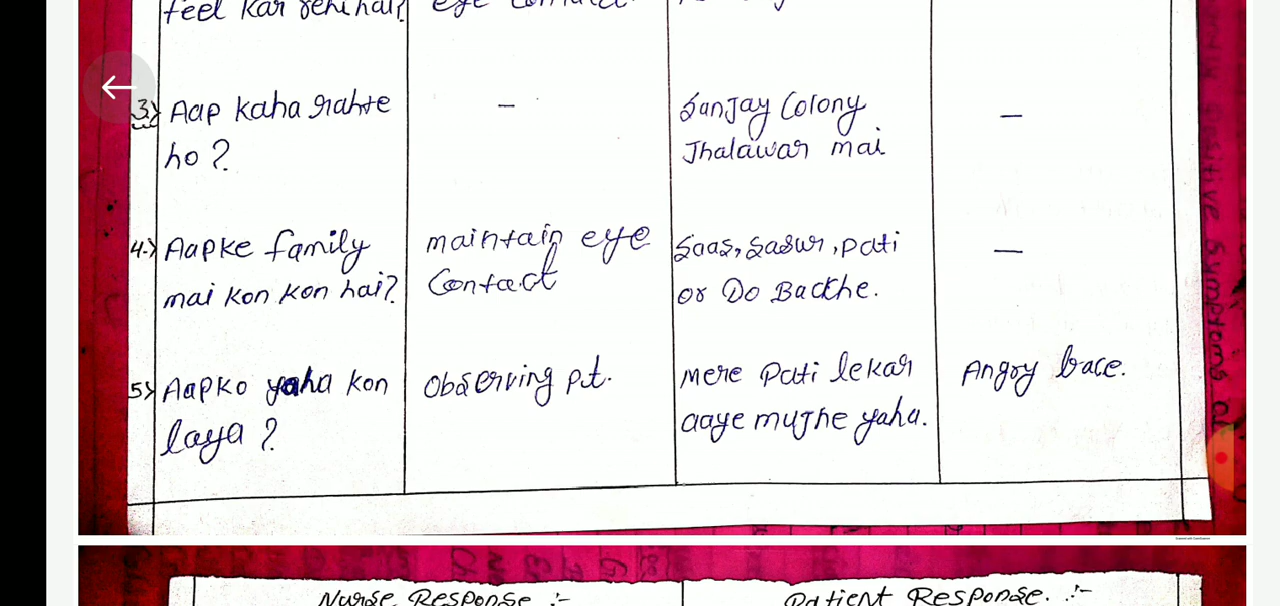 feel kar rehi hai?
3) Aap kaha rahte
ho ?
-
Sanjay Colony
Jhalawar mai
-
4.) Aapke family
mai kon kon hai?
maintain eye
Contact
Saas, Sasur, pati
or Do Backhe.
-
5) Aapko yaha kon
laya ?
Observing pt.
Mere Pati lekar
aaye mujhe yaha.
Angry face.
Nurse Response :-
Patient Response. :-